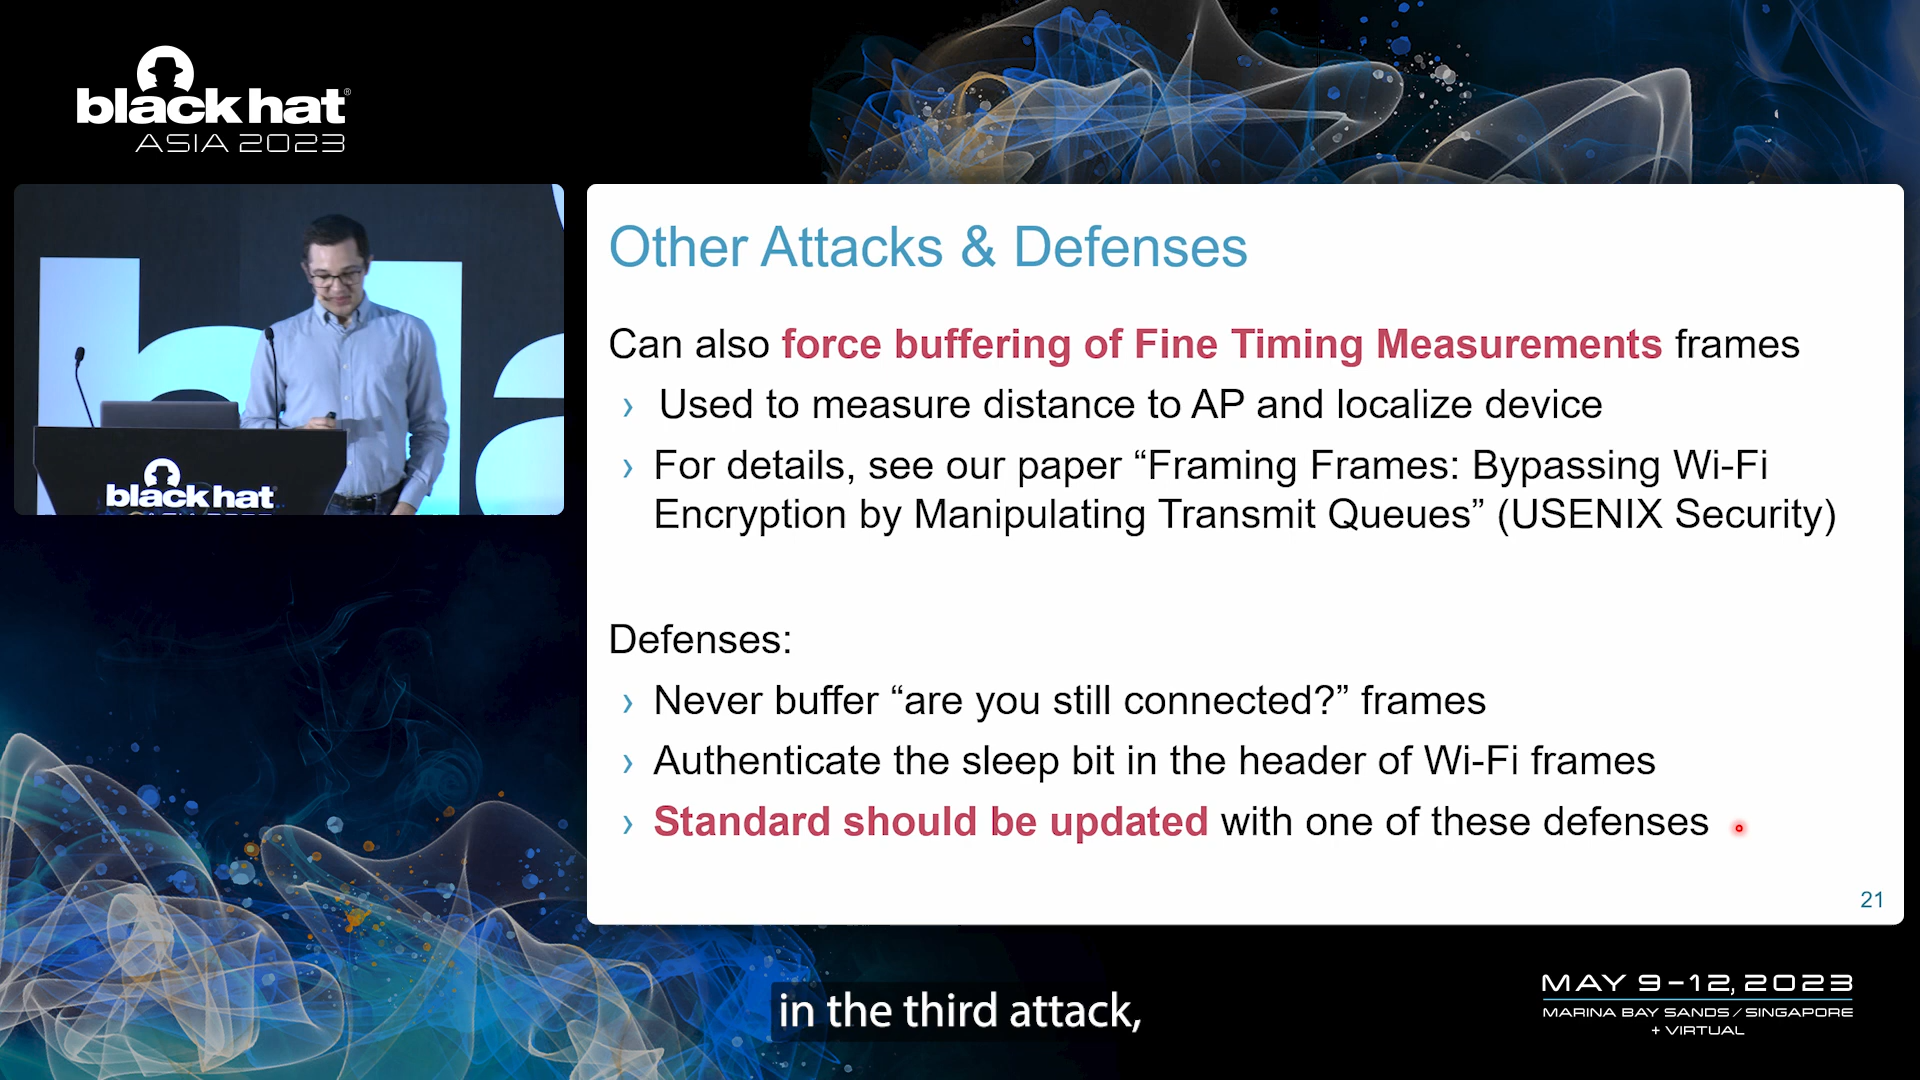 black hat®
ASIA 2023
black hat
Other Attacks & Defenses
Can also force buffering of Fine Timing Measurements frames
› Used to measure distance to AP and localize device
› For details, see our paper “Framing Frames: Bypassing Wi-Fi
Encryption by Manipulating Transmit Queues” (USENIX Security)
Defenses:
› Never buffer “are you still connected?” frames
› Authenticate the sleep bit in the header of Wi-Fi frames
› Standard should be updated with one of these defenses
21
in the third attack,
MAY 9-12, 2023
MARINA BAY SANDS / SINGAPORE
+ VIRTUAL